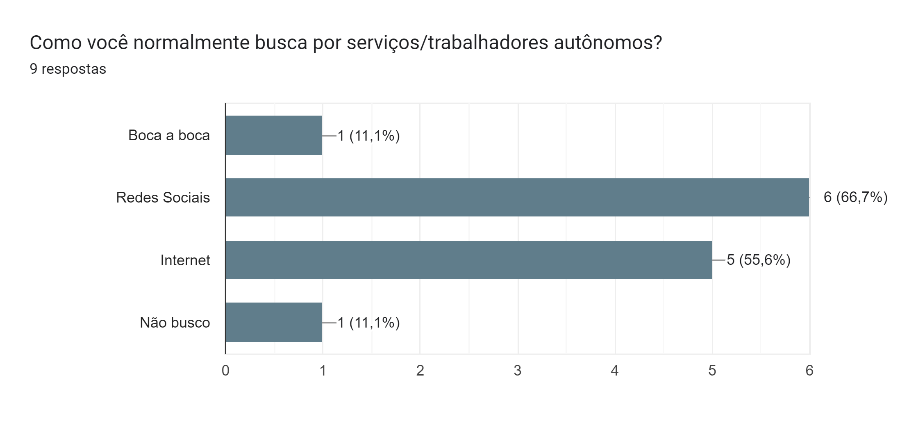 Como você normalmente busca por serviços/trabalhadores autônomos?
9 respostas
Boca a boca
1 (11,1%)
Redes Sociais
6 (66,7%)
Internet
5 (55,6%)
Não busco
1 (11,1%)
0 1 2 3 4 5 6